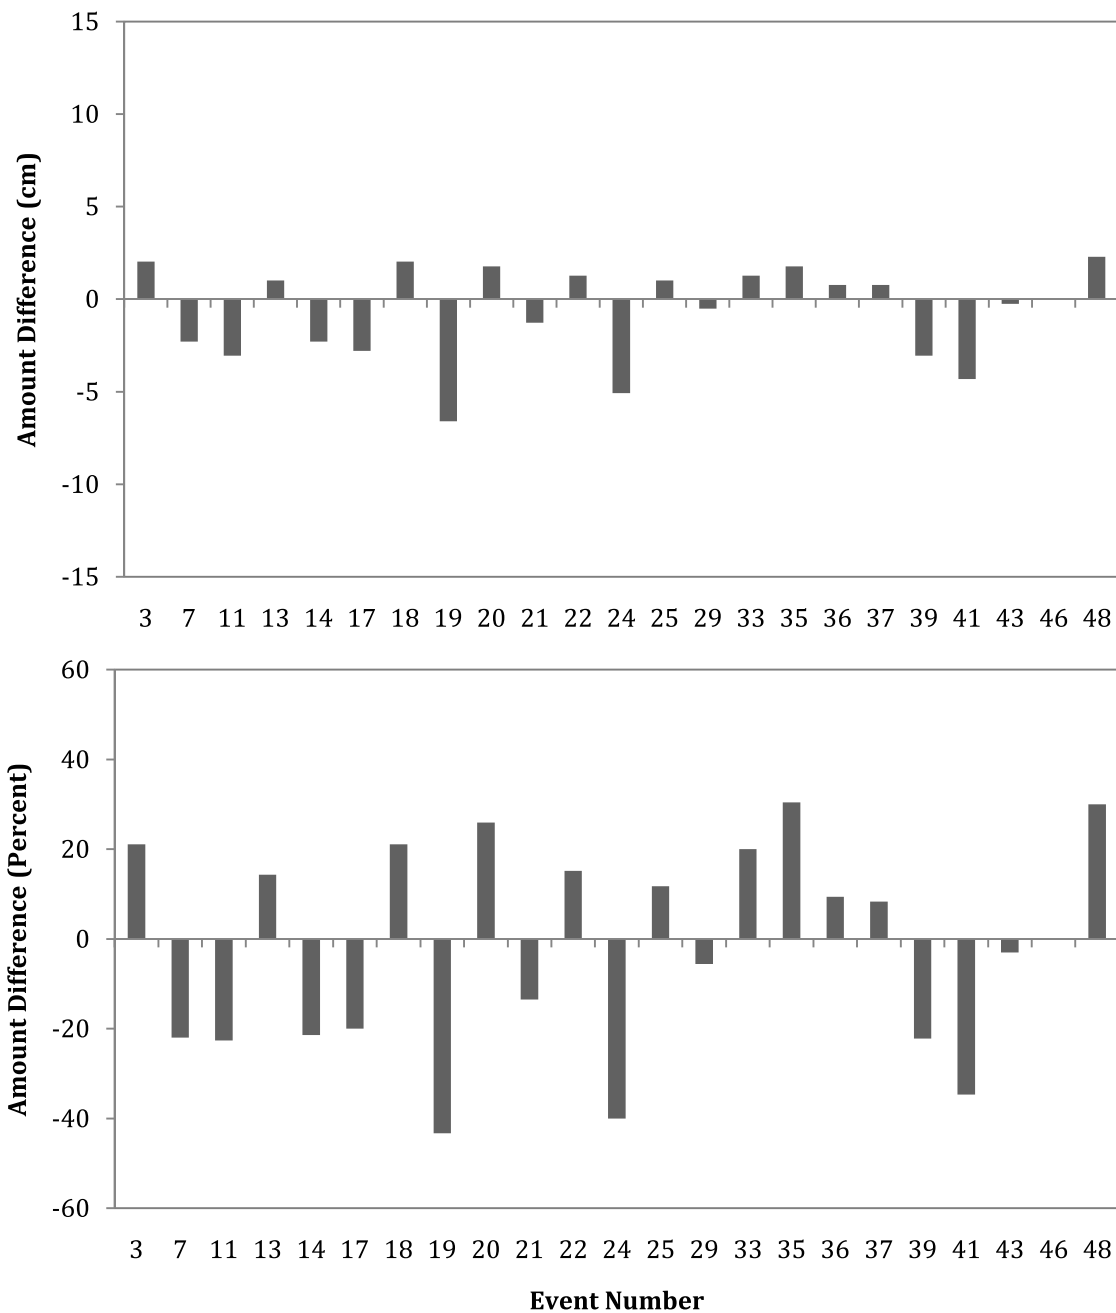 15
10
5
0
-5
-10
-15
Amount Difference (cm)
3 7 11 13 14 17 18 19 20 21 22 24 25 29 33 35 36 37 39 41 43 46 48
60
40
20
0
-20
-40
-60
Amount Difference (Percent)
3 7 11 13 14 17 18 19 20 21 22 24 25 29 33 35 36 37 39 41 43 46 48
Event Number